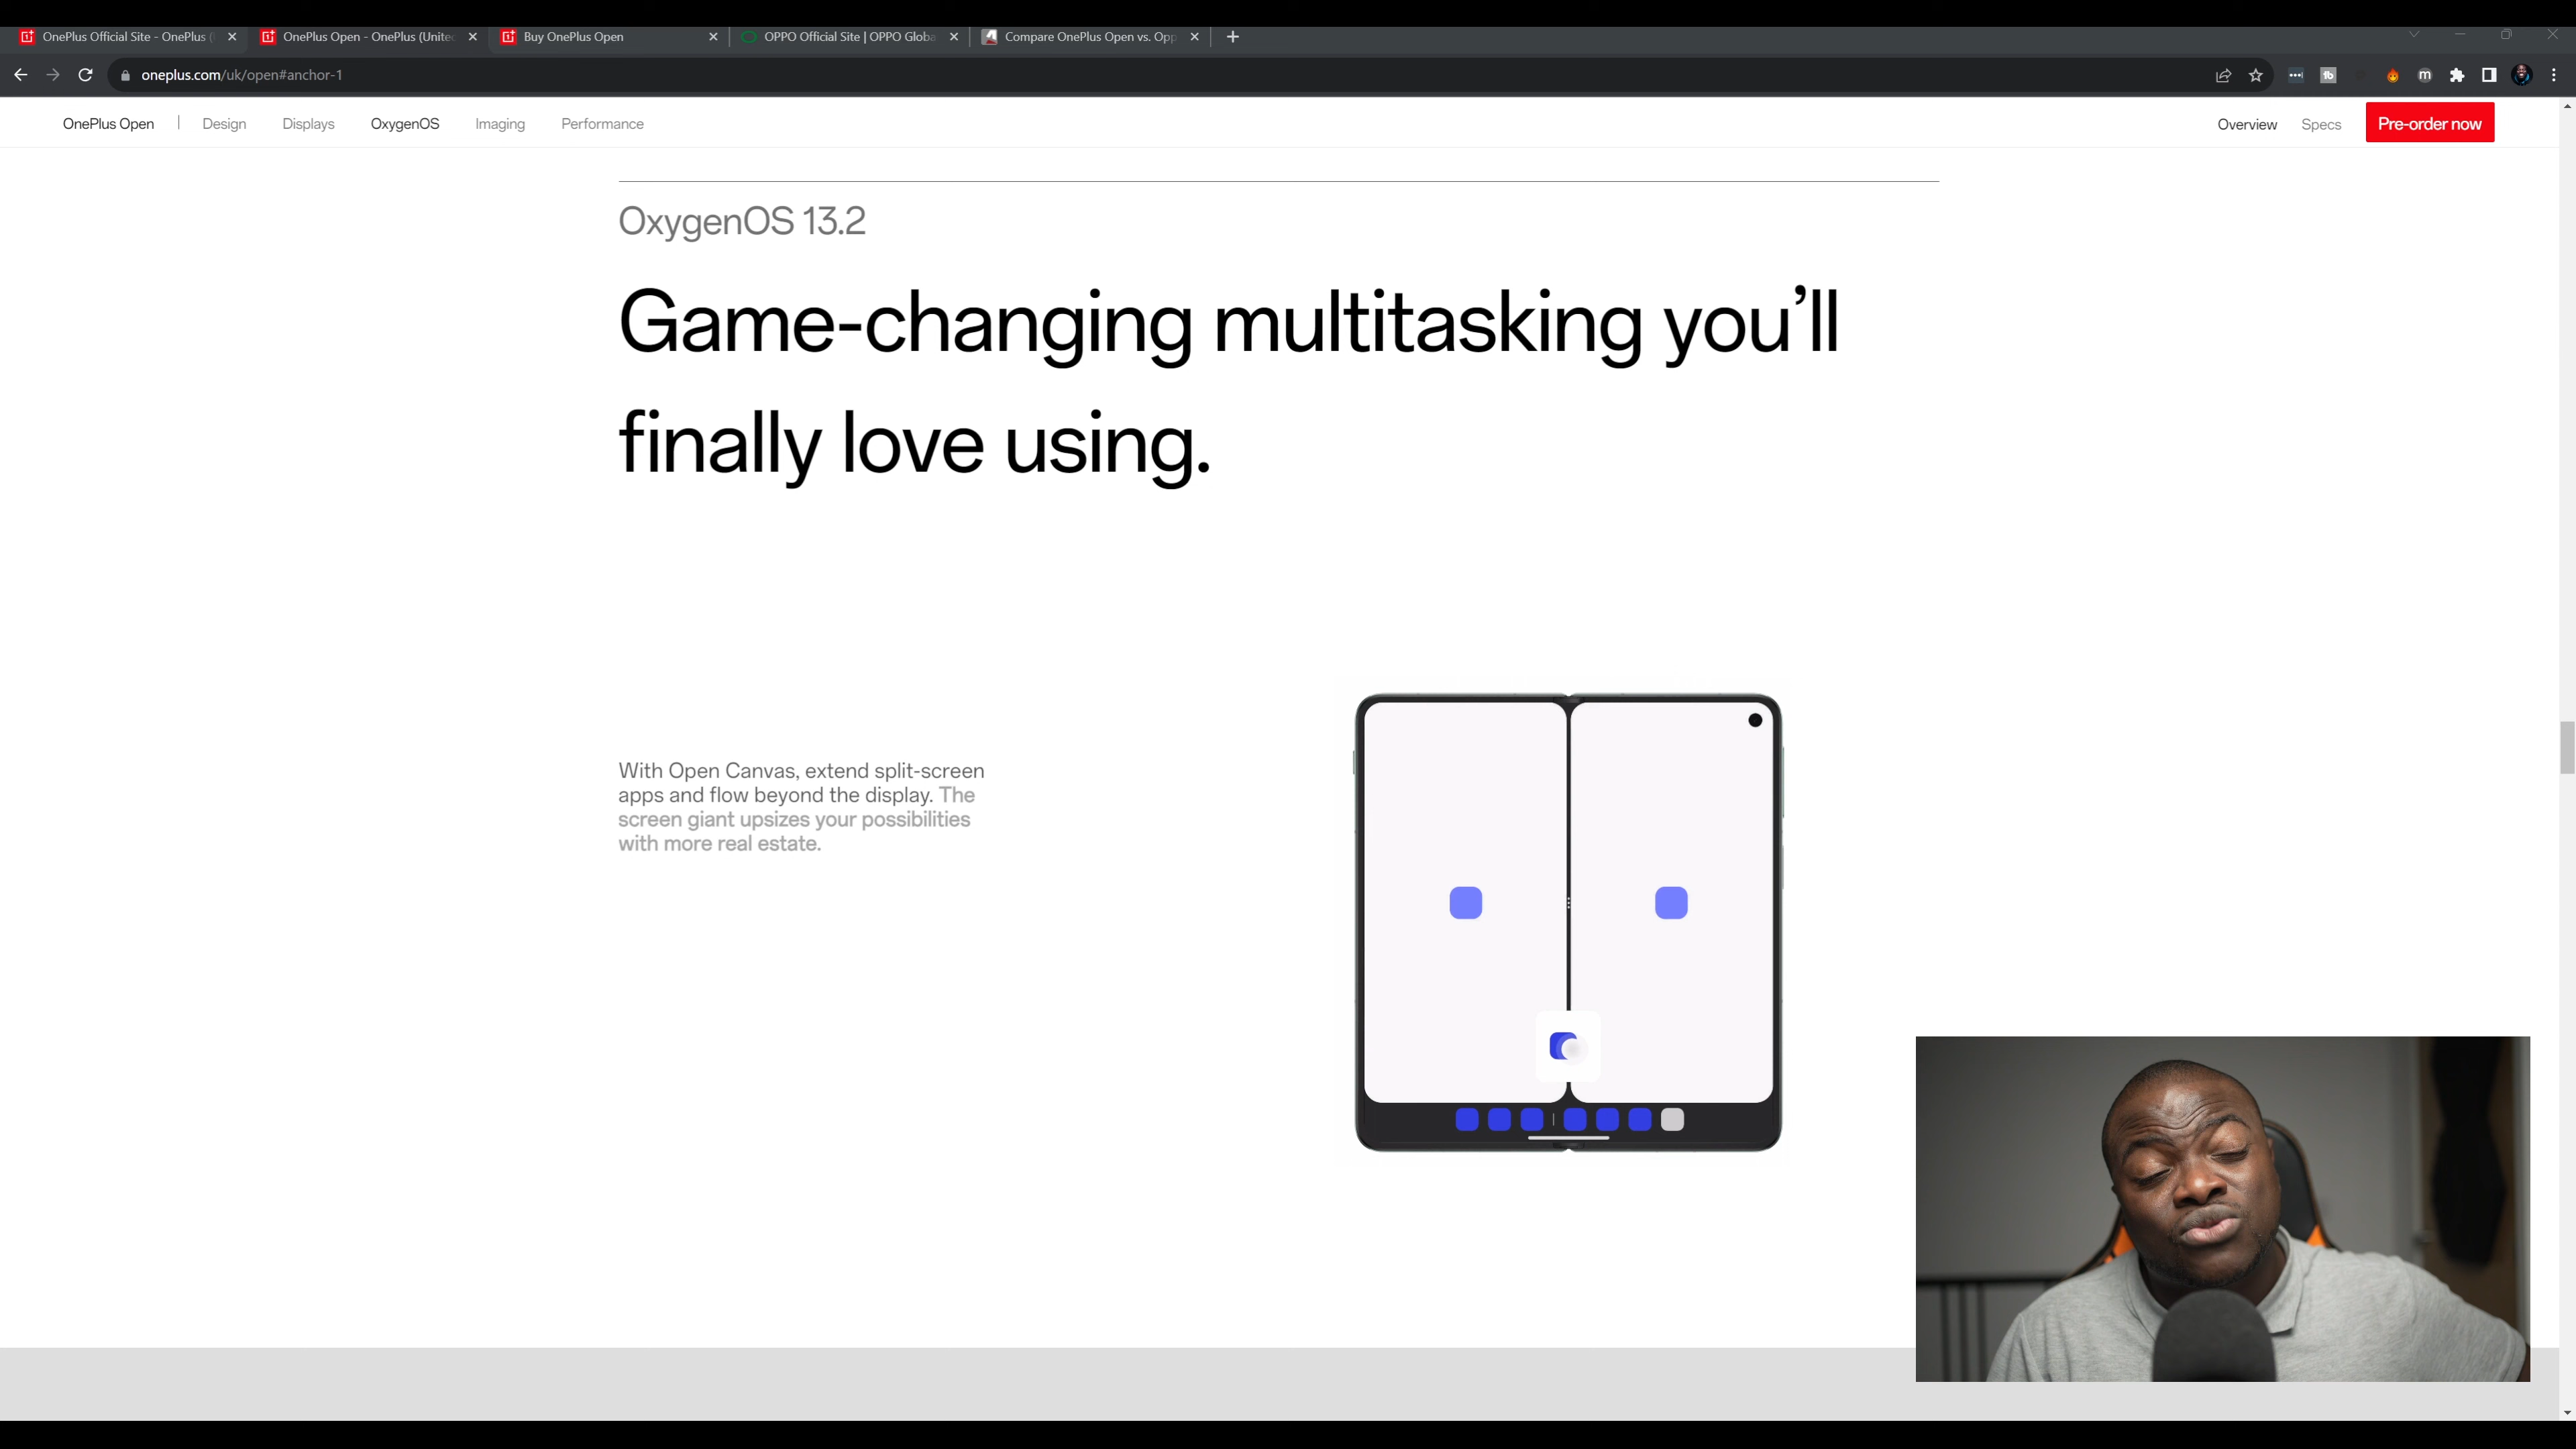 OnePlus Official Site - OnePlus (
OnePlus Open - OnePlus (Unitec
Buy OnePlus Open
OPPO Official Site | OPPO Globa
Compare OnePlus Open vs. Opp
oneplus.com/uk/open#anchor-1
OnePlus Open | Design Displays OxygenOS Imaging Performance
Overview Specs Pre-order now
OxygenOS 13.2
Game-changing multitasking you’ll
finally love using.
With Open Canvas, extend split-screen
apps and flow beyond the display. The
screen giant upsizes your possibilities
with more real estate.